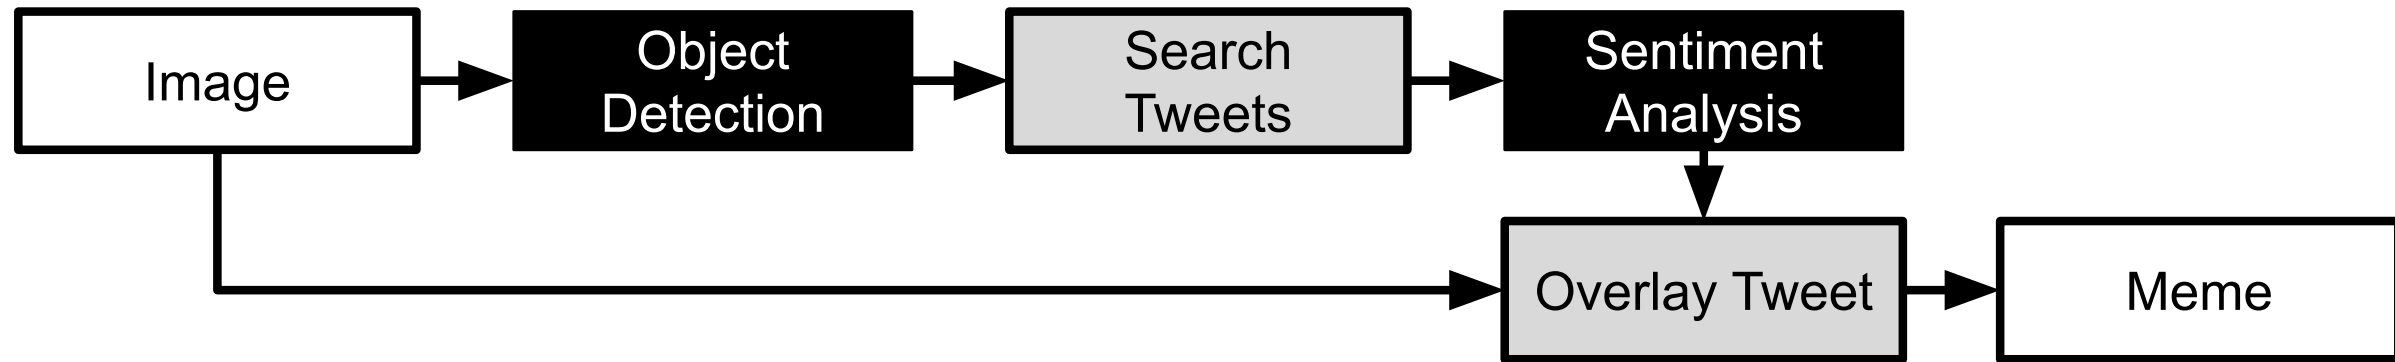 Image
Object
Detection
Search
Tweets
Sentiment
Analysis
Overlay Tweet
Meme